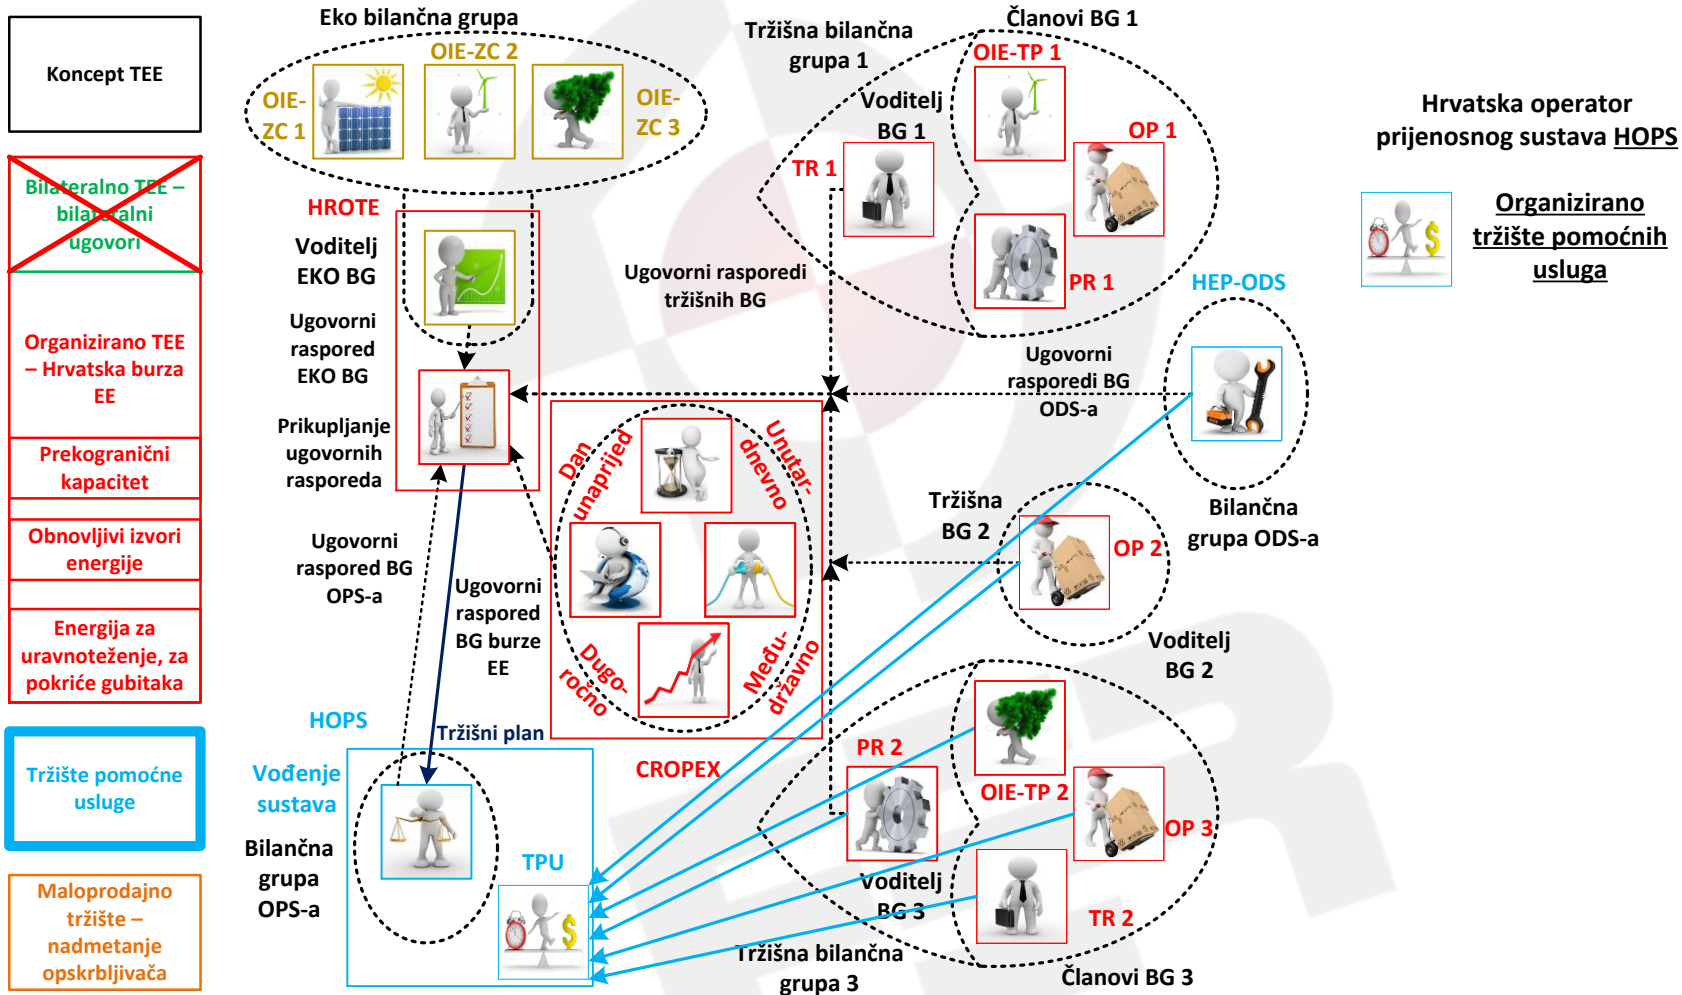 Koncept TEE
Bilateralno TEE –
bilateralni
ugovori
Organizirano TEE
– Hrvatska burza
EE
Prekogranični
kapacitet
Obnovljivi izvori
energije
Energija za
uravnoteženje, za
pokriće gubitaka
Tržište pomoćne
usluge
Maloprodajno
tržište –
nadmetanje
opskrbljivača
Eko bilančna grupa
OIE-ZC 2
OIE-
ZC 1
OIE-
ZC 3
HROTE
Voditelj
EKO BG
Ugovorni
raspored
EKO BG
Prikupljanje
ugovornih
rasporeda
Ugovorni
raspored BG
OPS-a
Ugovorni
raspored
BG burze
EE
HOPS
Tržišni plan
Vođenje
sustava
Bilančna
grupa
OPS-a
TPU
Dan
unaprijed
Unutar-
dnevno
Dugo-
ročno
Među-
državno
CROPEX
Tržišna bilančna
grupa 1
Članovi BG 1
OIE-TP 1
Voditelj
BG 1
OP 1
TR 1
PR 1
Ugovorni rasporedi
tržišnih BG
HEP-ODS
Ugovorni
rasporedi BG
ODS-a
Bilančna
grupa ODS-a
Tržišna
BG 2
OP 2
Voditelj
BG 2
PR 2
OIE-TP 2
OP 3
Voditelj
BG 3
TR 2
Tržišna bilančna
grupa 3
Članovi BG 3
Hrvatska operator
prijenosnog sustava HOPS
Organizirano
tržište pomoćnih
usluga
FER